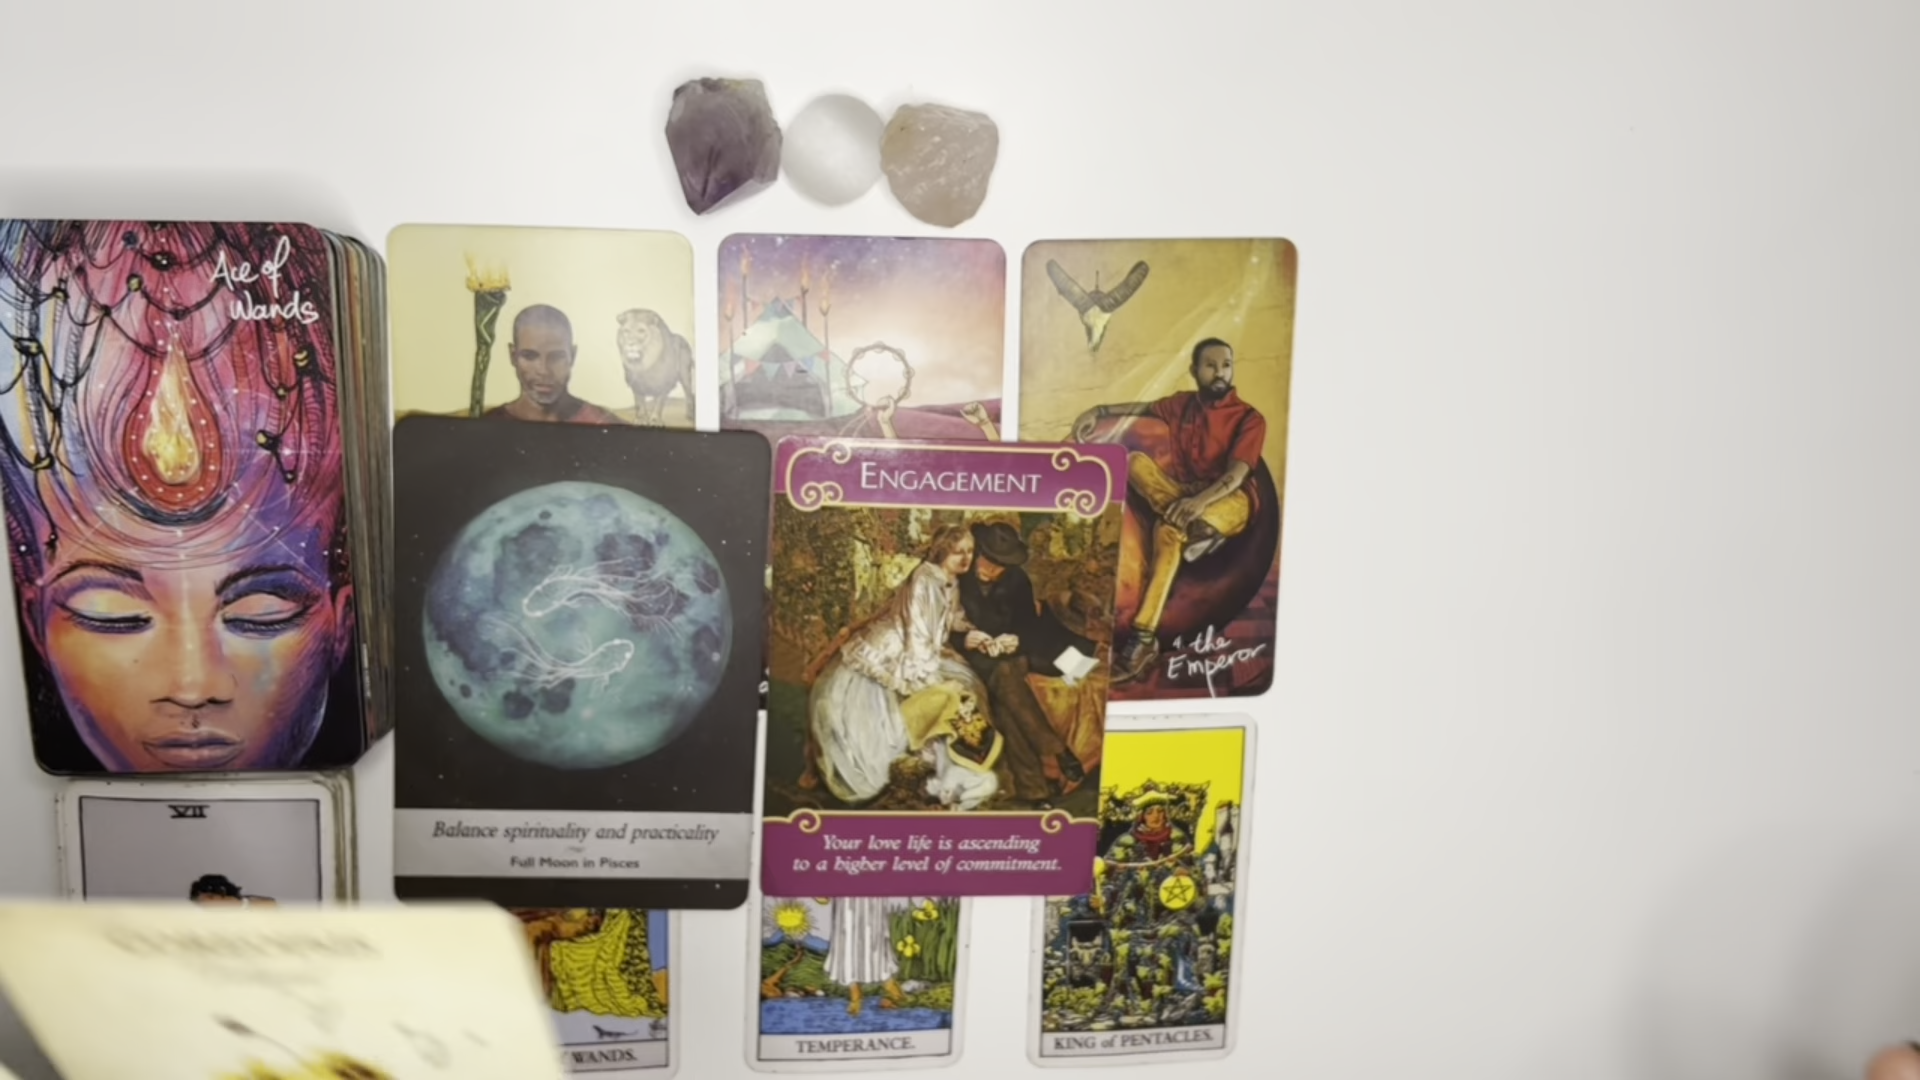 Ace of
Wands
ENGAGEMENT
4 the
Emperor
Balance spirituality and practicality
Full Moon in Pisces
Your love life is ascending
to a higher level of commitment.
VII
WANDS.
TEMPERANCE.
KING of PENTACLES.